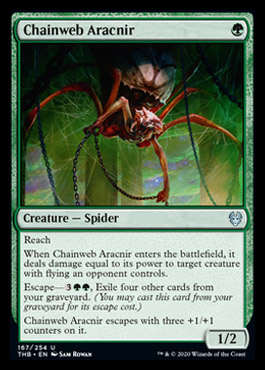 Chainweb Aracnir
Creature — Spider
Reach
When Chainweb Aracnir enters the battlefield, it
deals damage equal to its power to target creature
with flying an opponent controls.
Escape—3, Exile four other cards from
your graveyard. (You may cast this card from your
graveyard for its escape cost.)
Chainweb Aracnir escapes with three +1/+1
counters on it.
1/2
167/254 U
THB • EN Sam Rowan
™ & © 2020 Wizards of the Coast